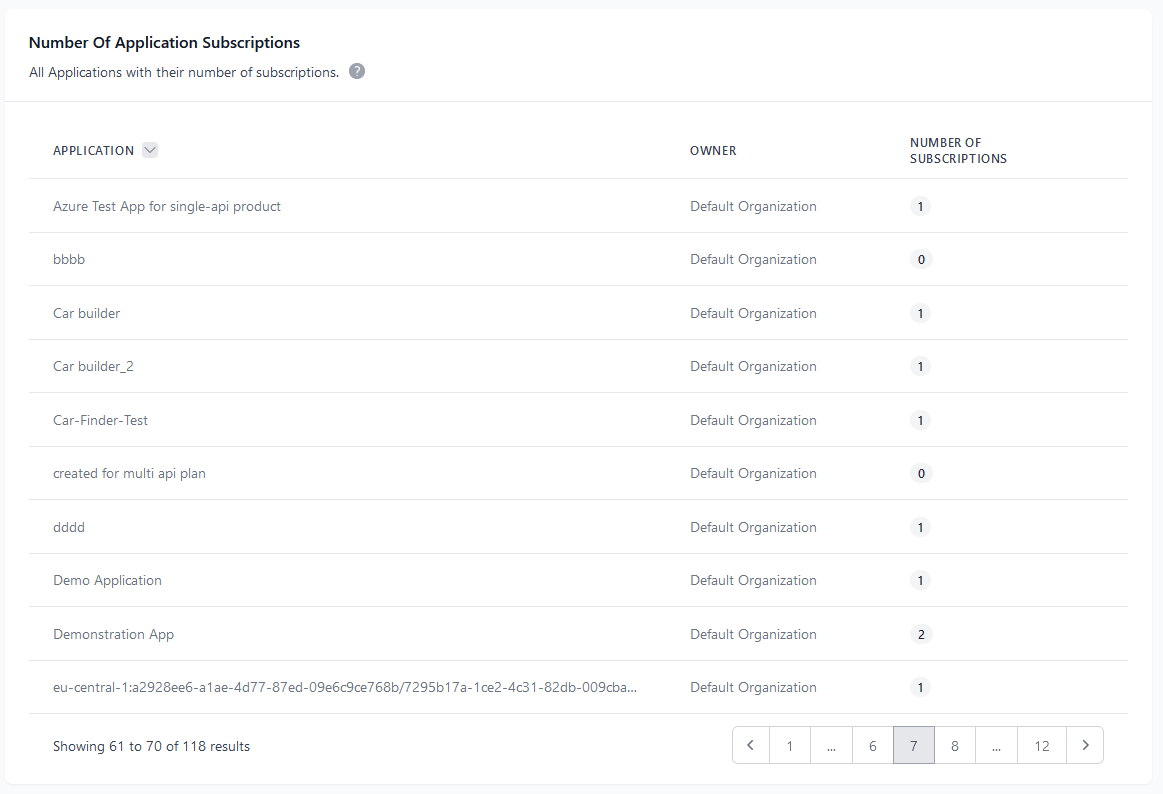 Number Of Application Subscriptions
All Applications with their number of subscriptions. ?
APPLICATION OWNER NUMBER OF SUBSCRIPTIONS
Azure Test App for single-api product Default Organization 1
bbbb Default Organization 0
Car builder Default Organization 1
Car builder_2 Default Organization 1
Car-Finder-Test Default Organization 1
created for multi api plan Default Organization 0
dddd Default Organization 1
Demo Application Default Organization 1
Demonstration App Default Organization 2
eu-central-1:a2928ee6-a1ae-4d77-87ed-09e6c9ce768b/7295b17a-1ce2-4c31-82db-009cba... Default Organization 1
Showing 61 to 70 of 118 results 1 ... 6 7 8 ... 12